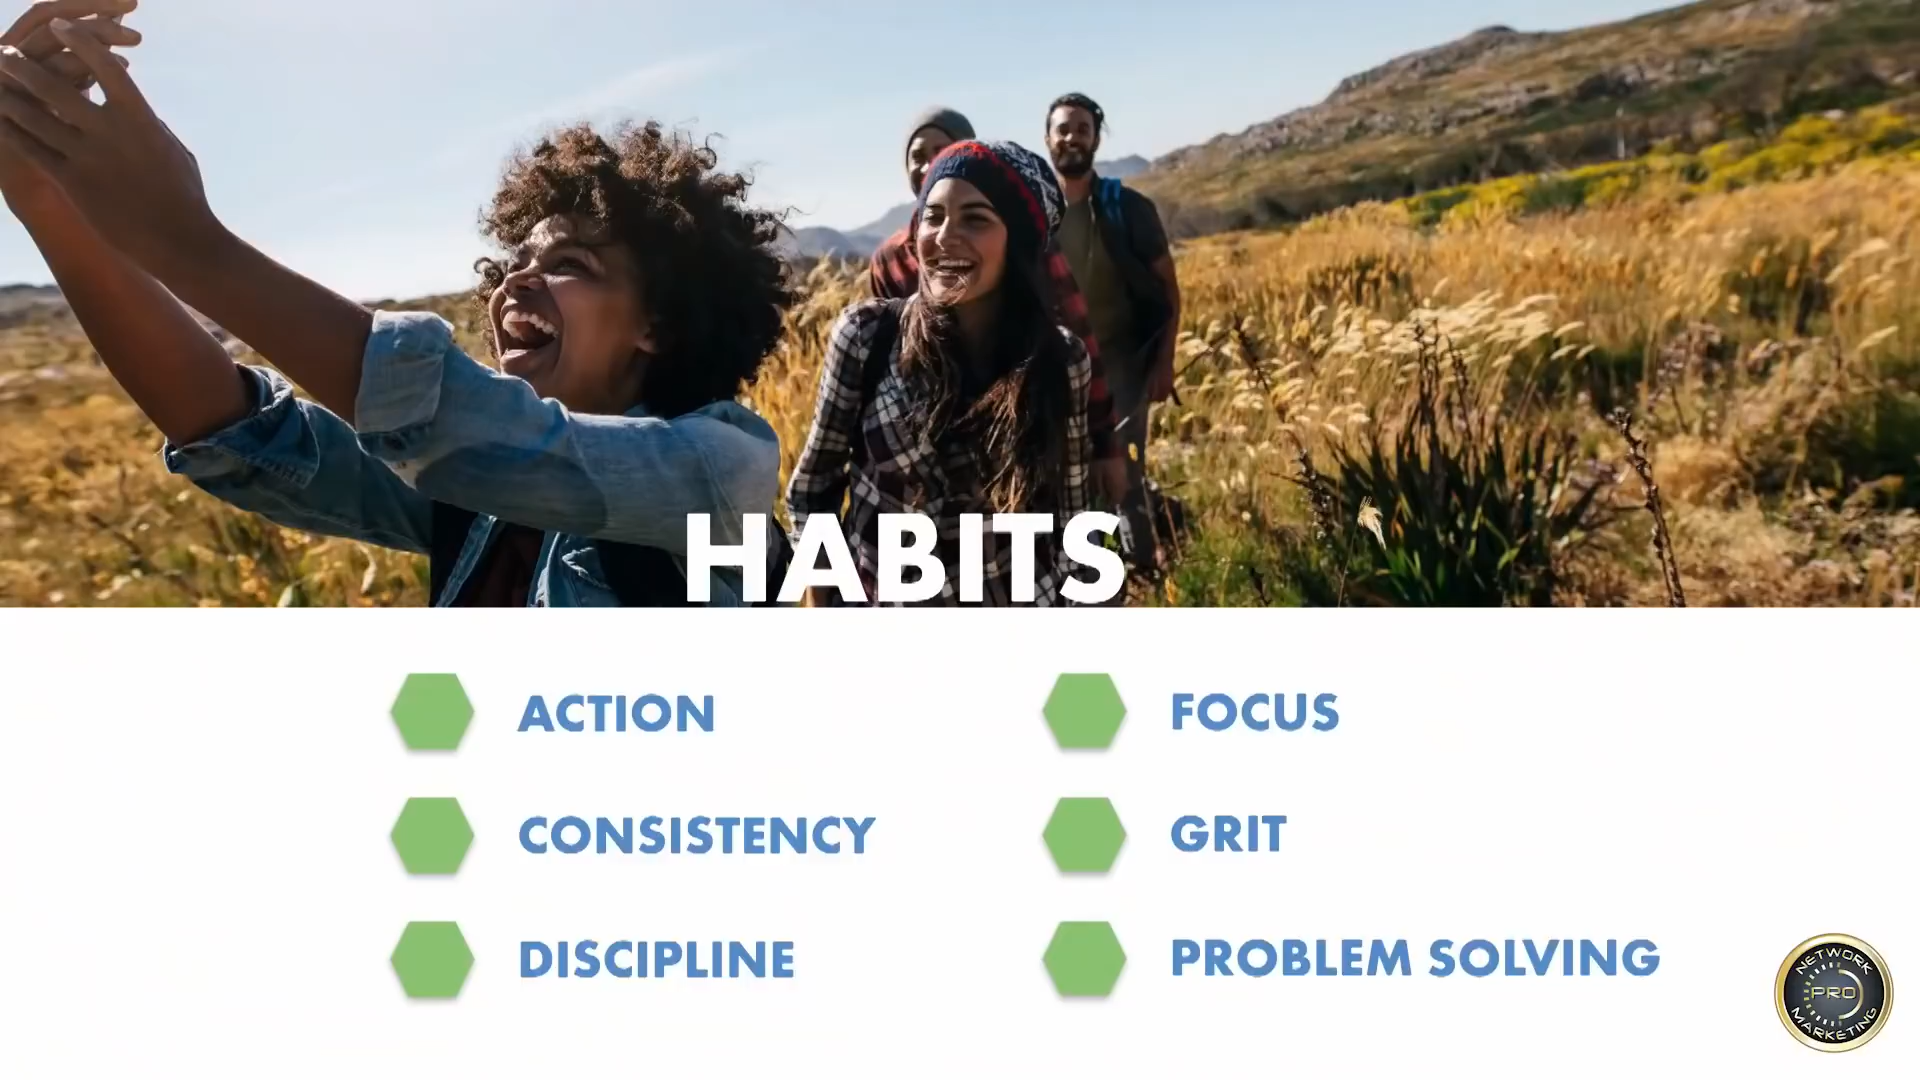 HABITS
ACTION
CONSISTENCY
DISCIPLINE
FOCUS
GRIT
PROBLEM SOLVING
NETWORK
PRO
MARKETING